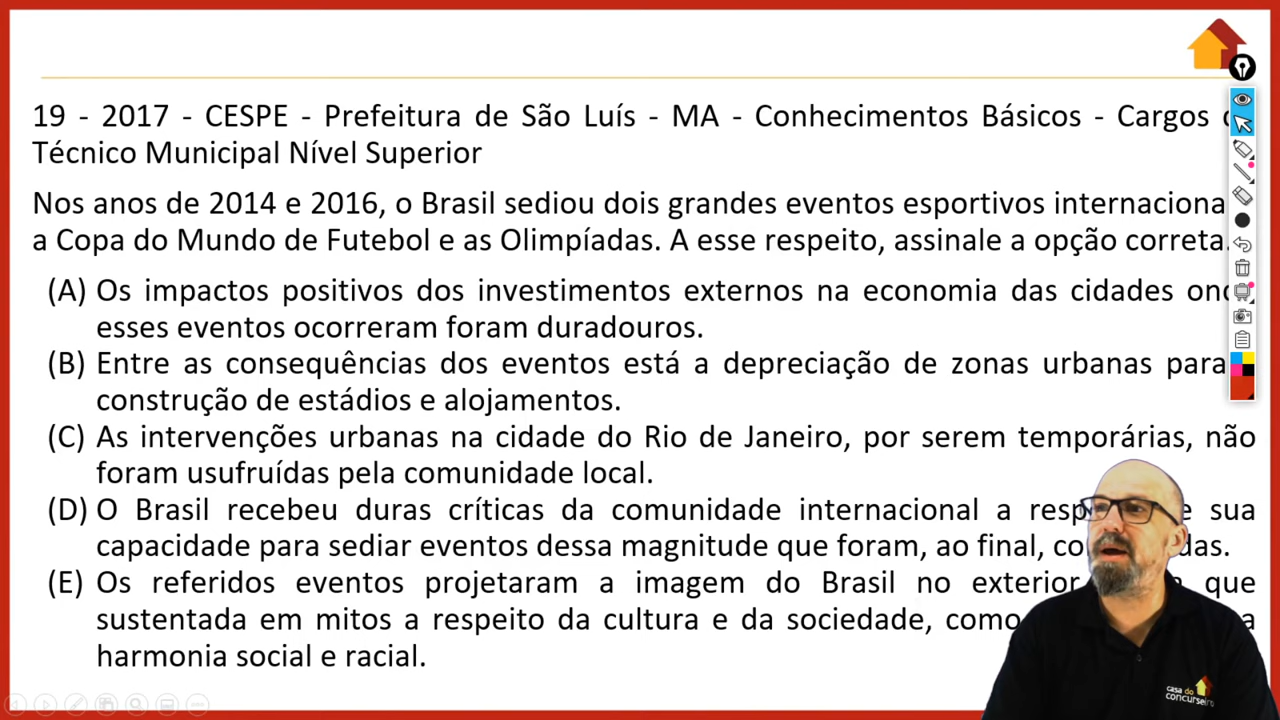 19 - 2017 - CESPE - Prefeitura de São Luís - MA - Conhecimentos Básicos - Cargos
Técnico Municipal Nível Superior
Nos anos de 2014 e 2016, o Brasil sediou dois grandes eventos esportivos
a Copa do Mundo de Futebol e as Olimpíadas. A esse respeito, assinale a opção correta.
(A) Os impactos positivos dos investimentos externos na economia das cidades
esses eventos ocorreram foram duradouros.
(B) Entre as consequências dos eventos está a depreciação de zonas urbanas para
construção de estádios e alojamentos.
(C) As intervenções urbanas na cidade do Rio de Janeiro, por serem temporárias, não
foram usufruídas pela comunidade local.
(D) O Brasil recebeu duras críticas da comunidade internacional a sua
capacidade para sediar eventos dessa magnitude que foram, ao final,
(E) Os referidos eventos projetaram a imagem do Brasil no exterior que
sustentada em mitos a respeito da cultura e da sociedade, como a
harmonia social e racial.
casa do
concurseiro